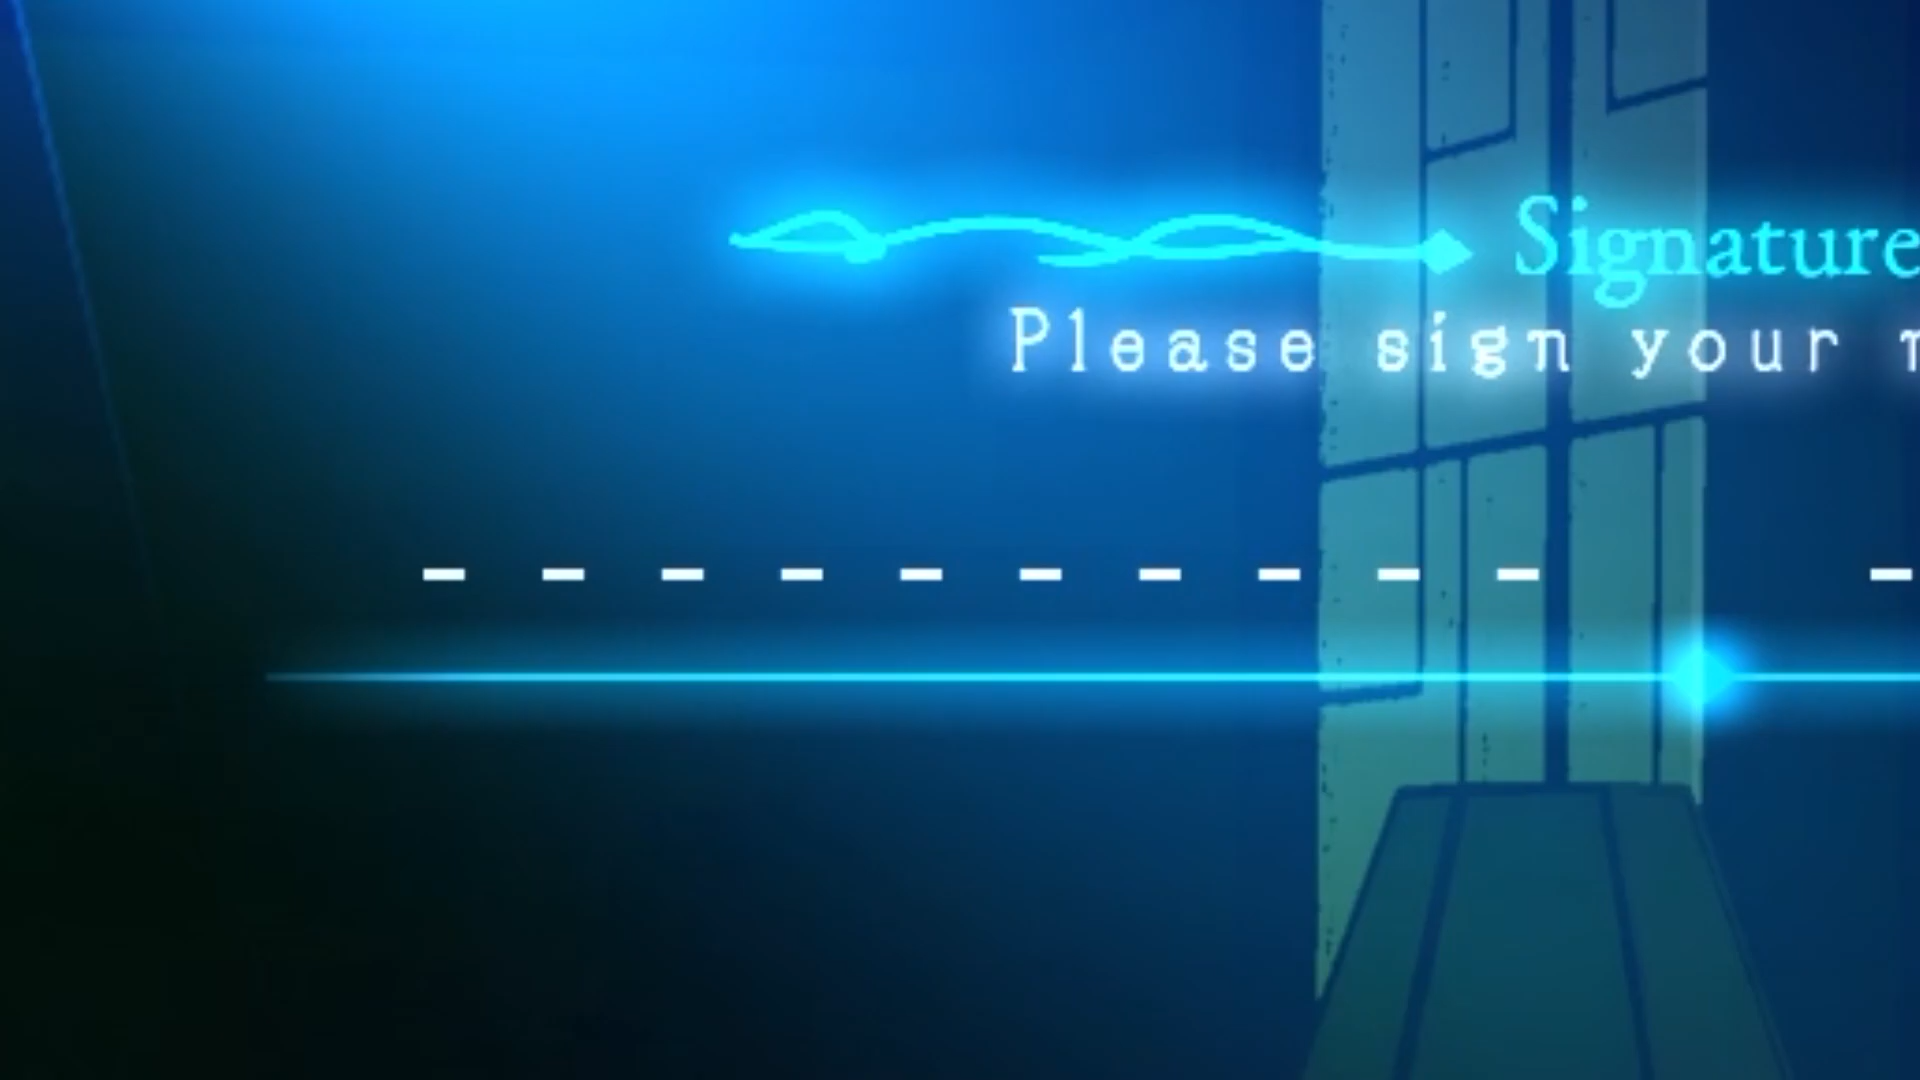 Signature
Please sign your
_ _ _ _ _ _ _ _ _ _ _